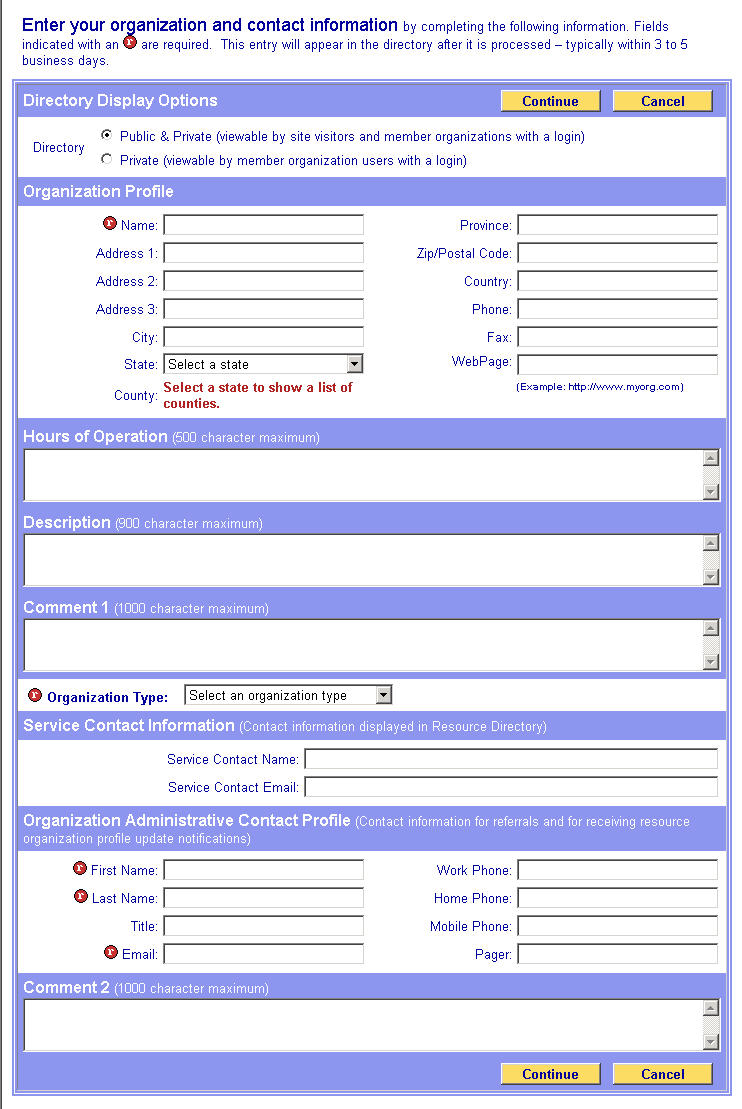 Enter your organization and contact information by completing the following information. Fields
indicated with an r are required. This entry will appear in the directory after it is processed – typically within 3 to 5
business days.
Directory Display Options Continue Cancel
Directory
Public & Private (viewable by site visitors and member organizations with a login)
Private (viewable by member organization users with a login)
Organization Profile
r Name: Province:
Address 1: Zip/Postal Code:
Address 2: Country:
Address 3: Phone:
City: Fax:
State: Select a state WebPage:
County: Select a state to show a list of
counties.
(Example: http://www.myorg.com)
Hours of Operation (500 character maximum)
Description (900 character maximum)
Comment 1 (1000 character maximum)
r Organization Type: Select an organization type
Service Contact Information (Contact information displayed in Resource Directory)
Service Contact Name:
Service Contact Email:
Organization Administrative Contact Profile (Contact information for referrals and for receiving resource
organization profile update notifications)
r First Name: Work Phone:
r Last Name: Home Phone:
Title: Mobile Phone:
r Email: Pager:
Comment 2 (1000 character maximum)
Continue Cancel